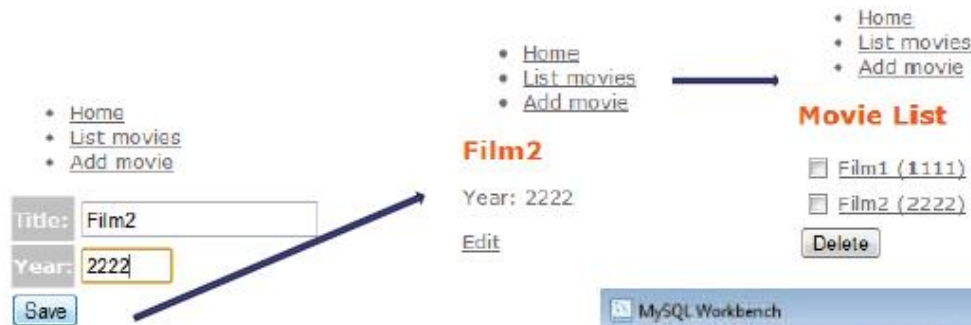 Home
List movies
Add movie
Title: Film2
Year: 2222
Save
Home
List movies
Add movie
Film2
Year: 2222
Edit
Home
List movies
Add movie
Movie List
Film1 (1111)
Film2 (2222)
Delete
MySQL Workbench